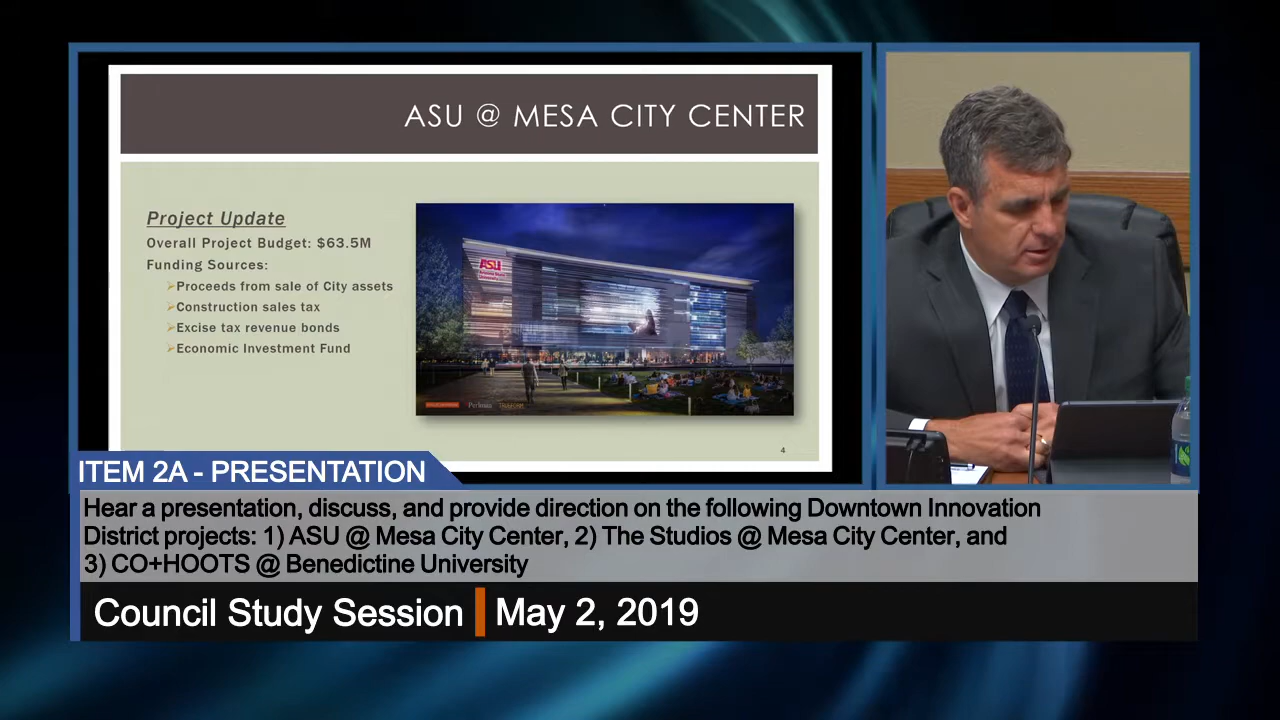 ASU @ MESA CITY CENTER
Project Update
Overall Project Budget: $63.5M
Funding Sources:
Proceeds from sale of City assets
Construction sales tax
Excise tax revenue bonds
Economic Investment Fund
ASU
4
ITEM 2A - PRESENTATION
Hear a presentation, discuss, and provide direction on the following Downtown Innovation
District projects: 1) ASU @ Mesa City Center, 2) The Studios @ Mesa City Center, and
3) CO+HOOTS @ Benedictine University
Council Study Session
May 2, 2019